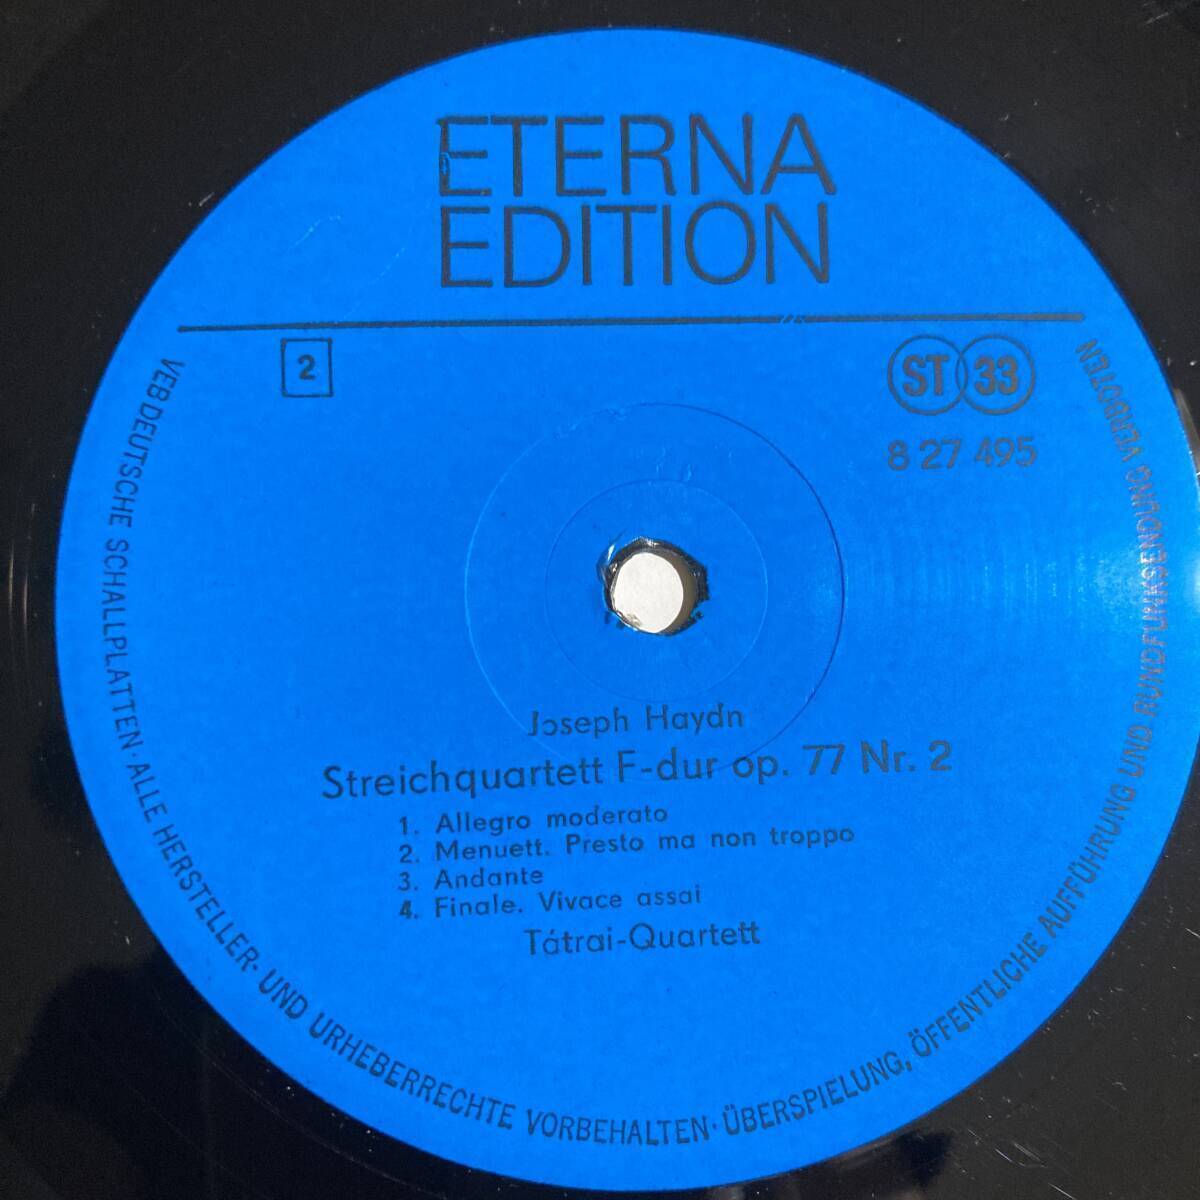 ETERNA
EDITION
2
ST 33
8 27 495
Joseph Haydn
Streichquartett F-dur op. 77 Nr. 2
1. Allegro moderato
2. Menuett. Presto ma non troppo
3. Andante
4. Finale. Vivace assai
Tátrai-Quartett
VEB DEUTSCHE SCHALLPLATTEN · ALLE HERSTELLER- UND URHEBERRECHTE VORBEHALTEN · ÜBERSPIELUNG, ÖFFENTLICHE AUFFÜHRUNG UND RUNDFUNKSENDUNG VERBOTEN